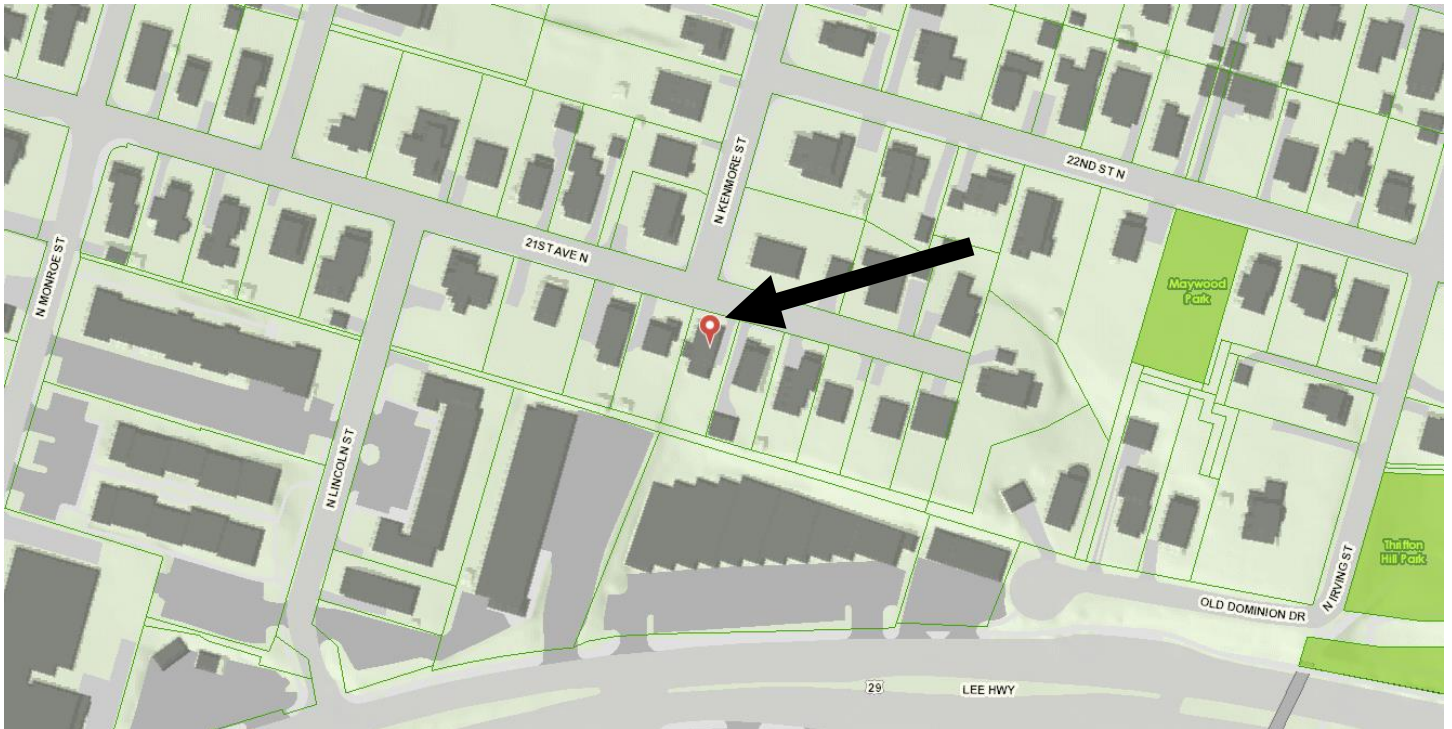 22ND ST N
N KENMORE ST
21ST AVE N
N MONROE ST
Maywood
Park
N LINCOLN ST
Thrifton
Hill Park
N IRVING ST
OLD DOMINION DR
29
LEE HWY